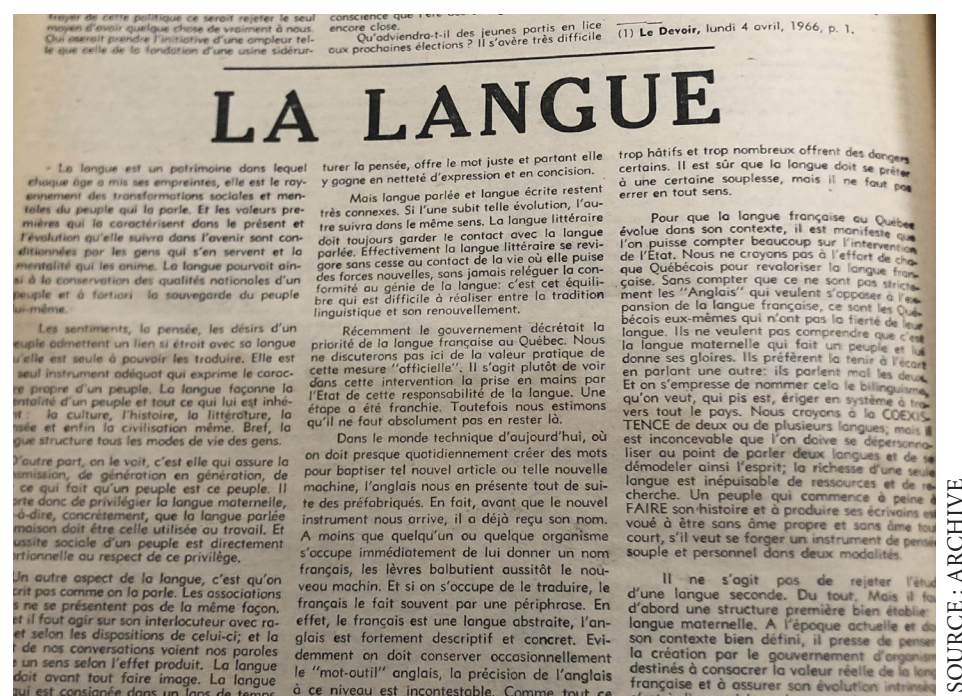 moyen d'avoir quelque chose de vraiment à nous.
Qui oserait prendre l'initiative d'une ampleur tel-
le que celle de la fondation d'une usine sidérur-
encore close.
Qu'adviendra-t-il des jeunes partis en lice
aux prochaines élections ? Il s'avère très difficile
(1) Le Devoir, lundi 4 avril, 1966, p. 1.
LA LANGUE
La langue est un patrimoine dans lequel
chaque âge a mis ses empreintes, elle est le ray-
onnement des transformations sociales et men-
tales du peuple qui la parle. Et les valeurs pre-
mières qui la caractérisent dans le présent et
l'évolution qu'elle suivra dans l'avenir sont con-
ditionnées par les gens qui s'en servent et la
mentalité qui les anime. La langue pourvoit ain-
si à la conservation des qualités nationales d'un
peuple et à fortiori la sauvegarde du peuple
lui-même.
Les sentiments, la pensée, les désirs d'un
euple admettent un lien si étroit avec sa langue
u'elle est seule à pouvoir les traduire. Elle est
seul instrument adéquat qui exprime le carac-
re propre d'un peuple. La langue façonne la
entalité d'un peuple et tout ce qui lui est inhé-
nt : la culture, l'histoire, la littérature, la
nsée et enfin la civilisation même. Bref, la
gue structure tous les modes de vie des gens.
D'autre part, on le voit, c'est elle qui assure la
smission, de génération en génération, de
ce qui fait qu'un peuple est ce peuple. Il
orte donc de privilégier la langue maternelle,
-à-dire, concrètement, que la langue parlée
maison doit être celle utilisée au travail. Et
ussite sociale d'un peuple est directement
rtionnelle au respect de ce privilège.
Un autre aspect de la langue, c'est qu'on
crit pas comme on la parle. Les associations
s ne se présentent pas de la même façon,
et il faut agir sur son interlocuteur avec ra-
et selon les dispositions de celui-ci; et la
t de nos conversations voient nos paroles
e un sens selon l'effet produit. La langue
doit avant tout faire image. La langue
qui est consignée dans un laps de temps
turer la pensée, offre le mot juste et partant elle
y gagne en netteté d'expression et en concision.
Mais langue parlée et langue écrite restent
très connexes. Si l'une subit telle évolution, l'au-
tre suivra dans le même sens. La langue littéraire
doit toujours garder le contact avec la langue
parlée. Effectivement la langue littéraire se revi-
gore sans cesse au contact de la vie où elle puise
des forces nouvelles, sans jamais reléguer la con-
formité au génie de la langue: c'est cet équili-
bre qui est difficile à réaliser entre la tradition
linguistique et son renouvellement.
Récemment le gouvernement décrétait la
priorité de la langue française au Québec. Nous
ne discuterons pas ici de la valeur pratique de
cette mesure "officielle". Il s'agit plutôt de voir
dans cette intervention la prise en mains par
l'Etat de cette responsabilité de la langue. Une
étape a été franchie. Toutefois nous estimons
qu'il ne faut absolument pas en rester là.
Dans le monde technique d'aujourd'hui, où
on doit presque quotidiennement créer des mots
pour baptiser tel nouvel article ou telle nouvelle
machine, l'anglais nous en présente tout de sui-
te des préfabriqués. En fait, avant que le nouvel
instrument nous arrive, il a déjà reçu son nom.
A moins que quelqu'un ou quelque organisme
s'occupe immédiatement de lui donner un nom
français, les lèvres balbutient aussitôt le nou-
veau machin. Et si on s'occupe de le traduire, le
français le fait souvent par une périphrase. En
effet, le français est une langue abstraite, l'an-
glais est fortement descriptif et concret. Evi-
demment on doit conserver occasionnellement
le "mot-outil" anglais, la précision de l'anglais
à ce niveau est incontestable. Comme tout ce
trop hâtifs et trop nombreux offrent des dangers
certains. Il est sûr que la langue doit se prêter
à une certaine souplesse, mais il ne faut pas
errer en tout sens.
Pour que la langue française au Québec
évolue dans son contexte, il est manifeste que
l'on puisse compter beaucoup sur l'intervention
de l'État. Nous ne croyons pas à l'effort de cha-
que Québécois pour revaloriser la langue fran-
çaise. Sans compter que ce ne sont pas stricte-
ment les "Anglais" qui veulent s'opposer à l'ex-
pansion de la langue française, ce sont les Qué-
bécois eux-mêmes qui n'ont pas la fierté de leur
langue. Ils ne veulent pas comprendre que c'est
la langue maternelle qui fait un peuple et lui
donne ses gloires. Ils préfèrent la tenir à l'écart
en parlant une autre: ils parlent mal les deux.
Et on s'empresse de nommer cela le bilinguisme
qu'on veut, qui pis est, ériger en système à tra-
vers tout le pays. Nous croyons à la COEXIS-
TENCE de deux ou de plusieurs langues; mais il
est inconcevable que l'on doive se dépersonna-
liser au point de parler deux langues et de se
démodeler ainsi l'esprit; la richesse d'une seule
langue est inépuisable de ressources et de re-
cherche. Un peuple qui commence à peine à
FAIRE son histoire et à produire ses écrivains est
voué à être sans âme propre et sans âme tout
court, s'il veut se forger un instrument de pensée
souple et personnel dans deux modalités.
Il ne s'agit pas de rejeter l'étud
d'une langue seconde. Du tout. Mais il fau
d'abord une structure première bien établie
langue maternelle. A l'époque actuelle et da
son contexte bien défini, il presse de penser
la création par le gouvernement d'organism
destinés à consacrer la valeur réelle de la lang
française et à assurer son évolution
SOURCE : ARCHIVE